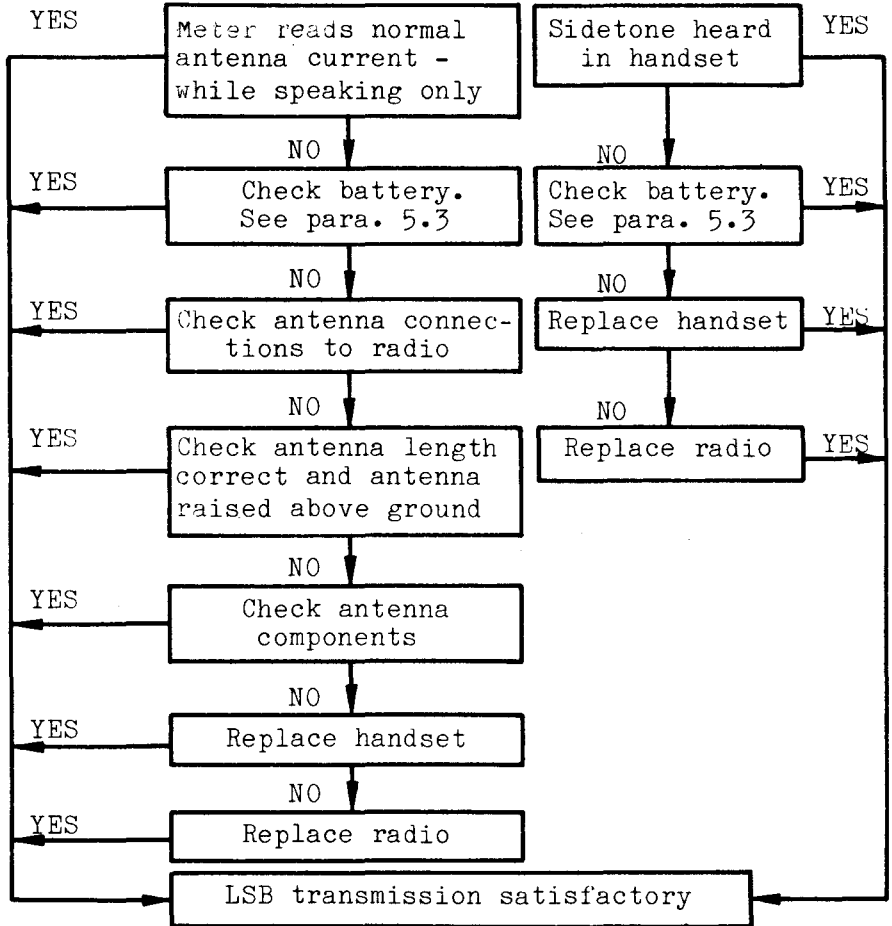 YES
Meter reads normal
antenna current -
while speaking only
NO
YES
Check battery.
See para. 5.3
NO
YES
Check antenna connec-
tions to radio
NO
YES
Check antenna length
correct and antenna
raised above ground
NO
YES
Check antenna
components
NO
YES
Replace handset
NO
YES
Replace radio
Sidetone heard
in handset
YES
NO
Check battery.
See para. 5.3
YES
NO
Replace handset
YES
NO
Replace radio
YES
LSB transmission satisfactory